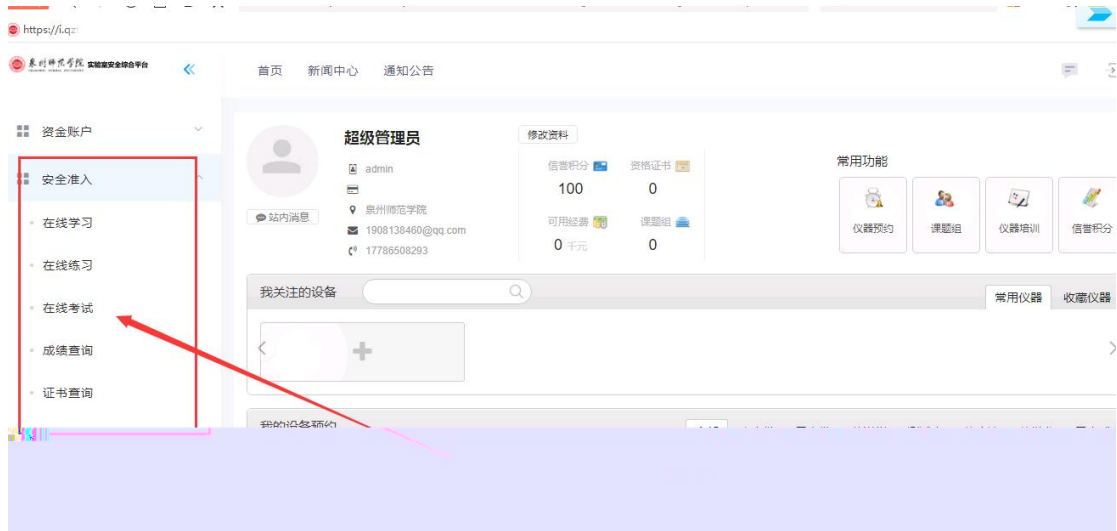 https://i.qz
泉州师范学院 实验室安全综合平台
首页 新闻中心 通知公告
资金账户
安全准入
在线学习
在线练习
在线考试
成绩查询
证书查询
超级管理员
修改资料
admin
泉州师范学院
1908138460@qq.com
17786508293
站内消息
信誉积分 资格证书
100 0
可用经费 课题组
0 千元 0
常用功能
仪器预约 课题组 仪器培训 信誉积分
我关注的设备
常用仪器 收藏仪器
我的设备预约